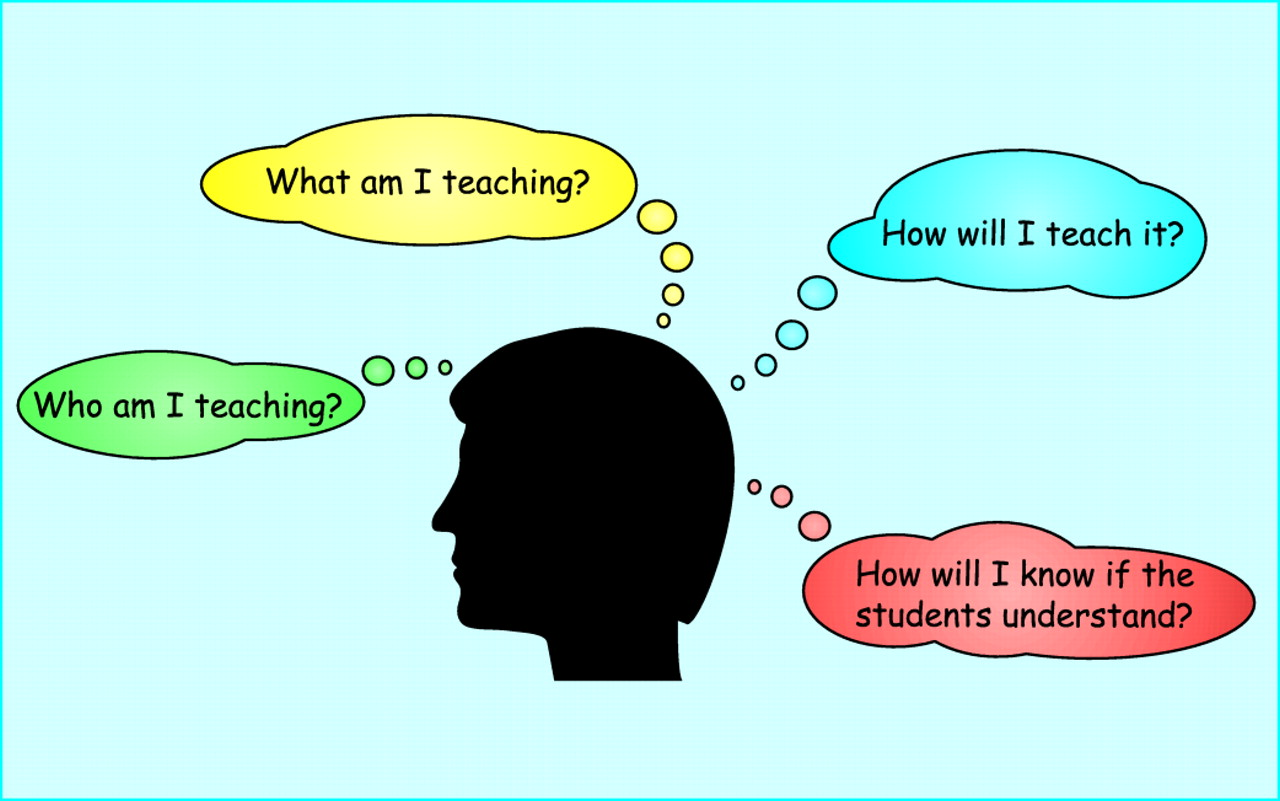 What am I teaching?
How will I teach it?
Who am I teaching?
How will I know if the
students understand?